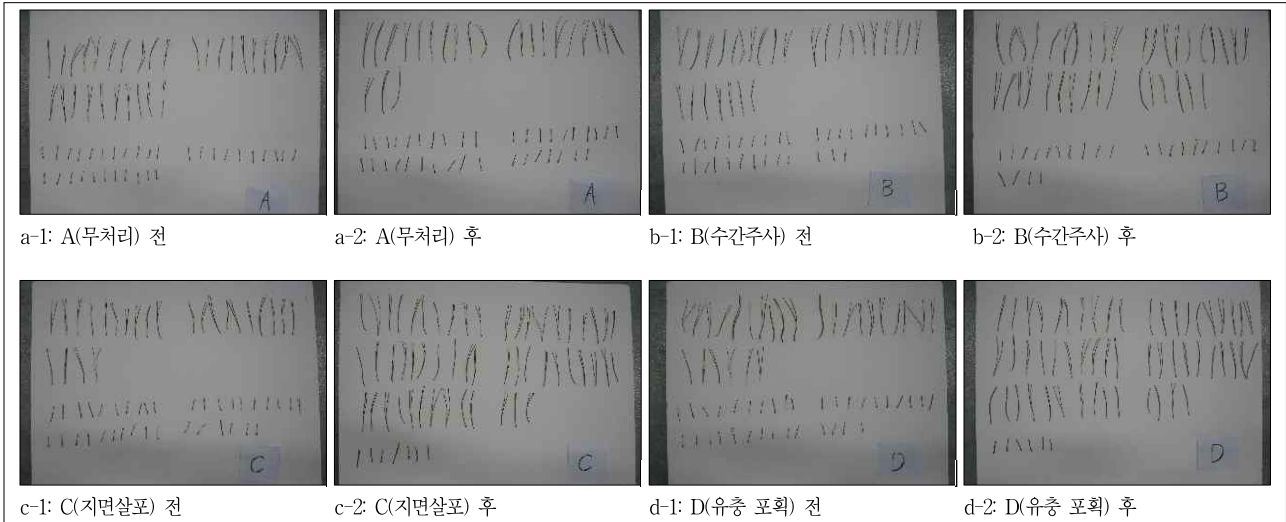 A
A
B
B
a-1: A(무처리) 전
a-2: A(무처리) 후
b-1: B(수간주사) 전
b-2: B(수간주사) 후
C
C
D
D
c-1: C(지면살포) 전
c-2: C(지면살포) 후
d-1: D(유충 포획) 전
d-2: D(유충 포획) 후